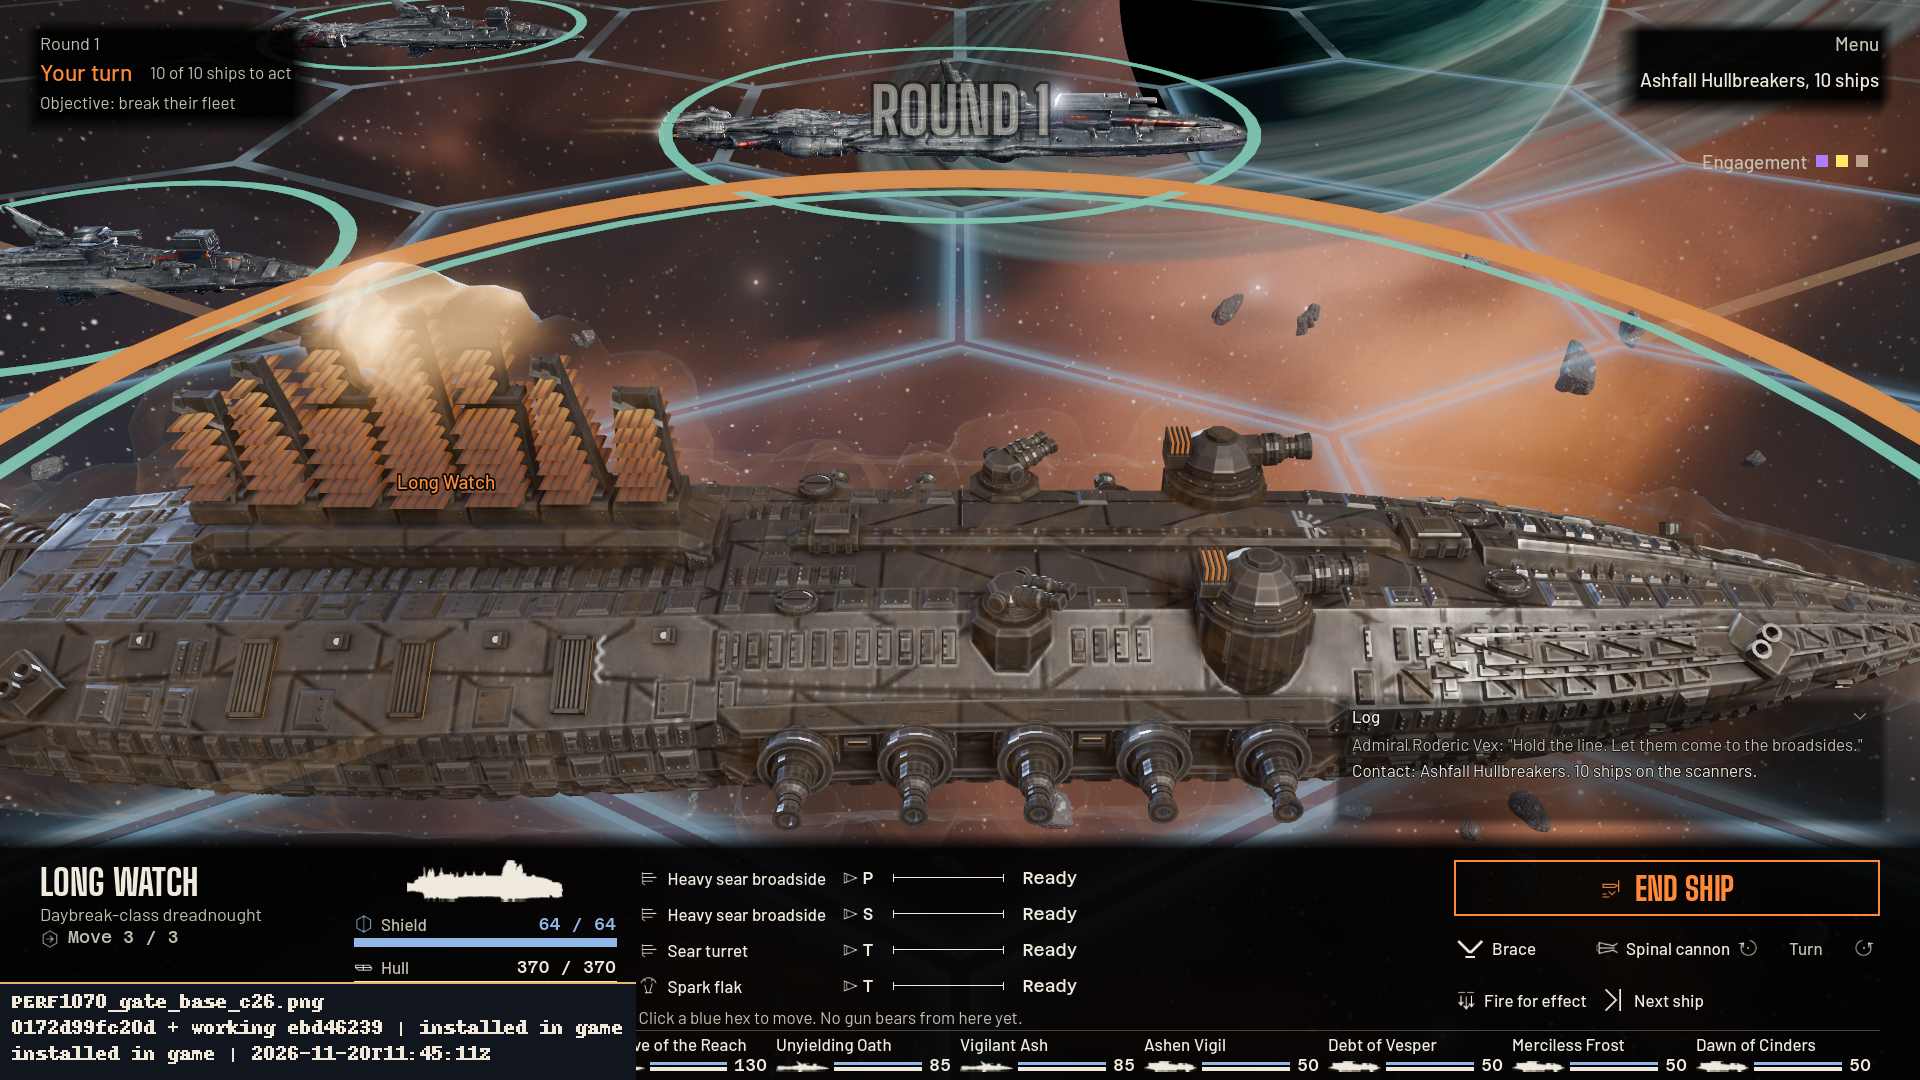 Round 1
Your turn 10 of 10 ships to act
Objective: break their fleet
ROUND 1
Menu
Ashfall Hullbreakers, 10 ships
Engagement
Long Watch
Log
Admiral Roderic Vex: "Hold the line. Let them come to the broadsides."
Contact: Ashfall Hullbreakers. 10 ships on the scanners.
LONG WATCH
Daybreak-class dreadnought
Move 3 / 3
Shield 64 / 64
Hull 370 / 370
Heavy sear broadside P Ready
Heavy sear broadside S Ready
Sear turret T Ready
Spark flak T Ready
Click a blue hex to move. No gun bears from here yet.
END SHIP
Brace Spinal cannon Turn
Fire for effect Next ship
PERF1070_gate_base_c26.png
0172d99fc20d + working ebd46239 | installed in game
installed in game | 2026-11-20T11:45:11Z
ve of the Reach 130
Unyielding Oath 85
Vigilant Ash 85
Ashen Vigil 50
Debt of Vesper 50
Merciless Frost 50
Dawn of Cinders 50